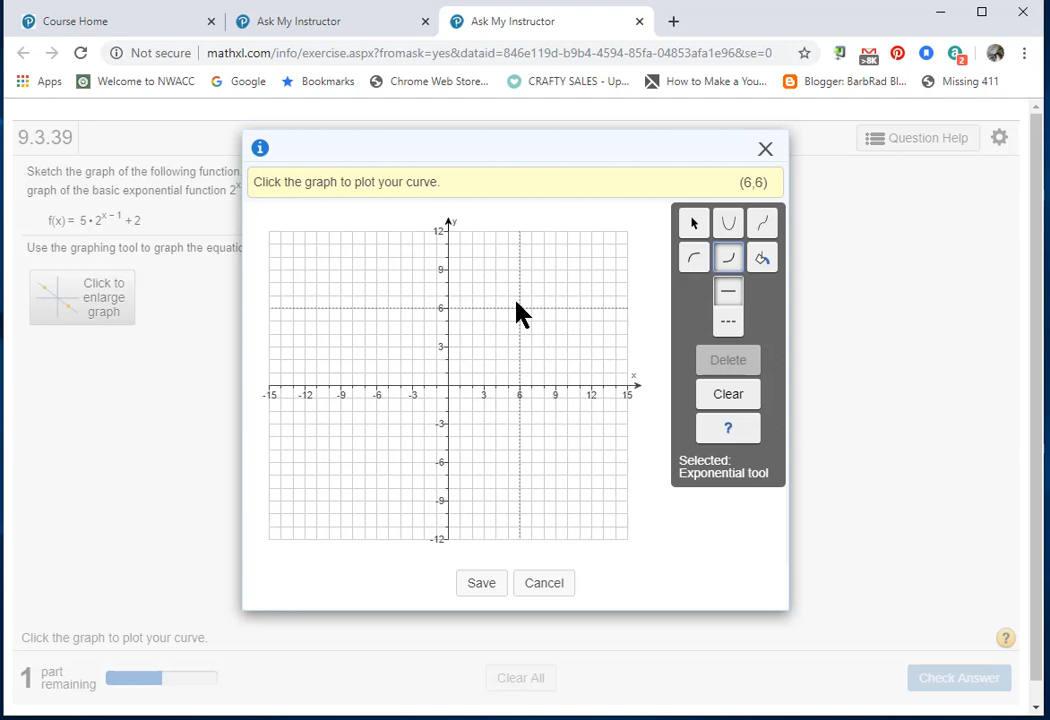 Course Home
Ask My Instructor
Ask My Instructor
Not secure
mathxl.com/info/exercise.aspx?fromask=yes&dataid=846e119d-b9b4-4594-85fa-04853afa1e96&se=0
>8K
2
Apps
Welcome to NWACC
Google
Bookmarks
Chrome Web Store...
CRAFTY SALES - Up...
How to Make a You...
Blogger: BarbRad Bl...
Missing 411
9.3.39
Question Help
Sketch the graph of the following function.
graph of the basic exponential function 2^x
f(x) = 5 • 2^{x – 1} + 2
Use the graphing tool to graph the equatio
Click to
enlarge
graph
Click the graph to plot your curve.
(6,6)
y
12
9
6
3
x
-15 -12 -9 -6 -3 3 6 9 12 15
-3
-6
-9
-12
Delete
Clear
?
Selected:
Exponential tool
Save
Cancel
Click the graph to plot your curve.
?
1 part
remaining
Clear All
Check Answer